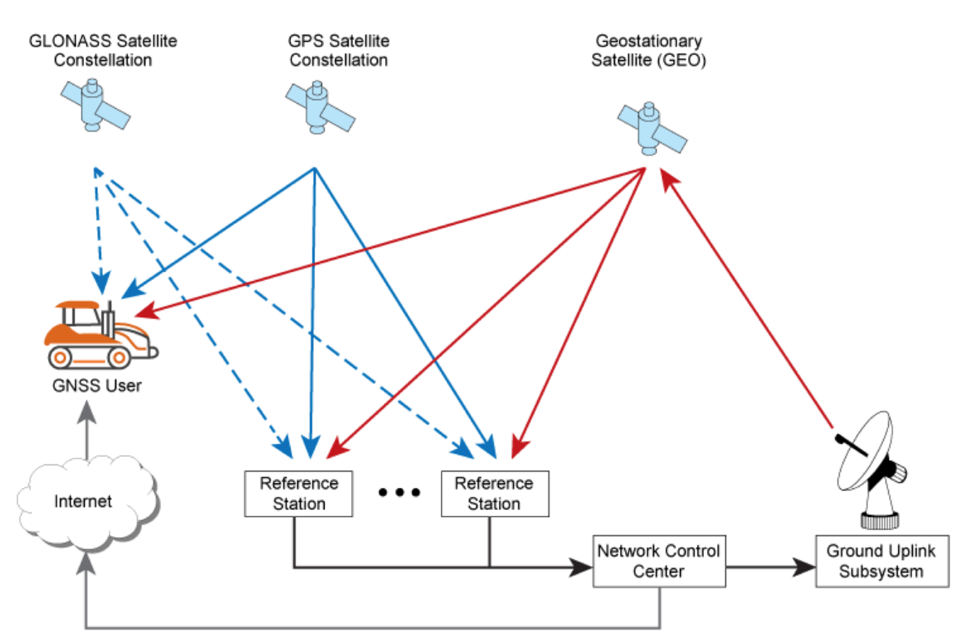 GLONASS Satellite
Constellation
GPS Satellite
Constellation
Geostationary
Satellite (GEO)
GNSS User
Internet
Reference
Station
Reference
Station
Network Control
Center
Ground Uplink
Subsystem